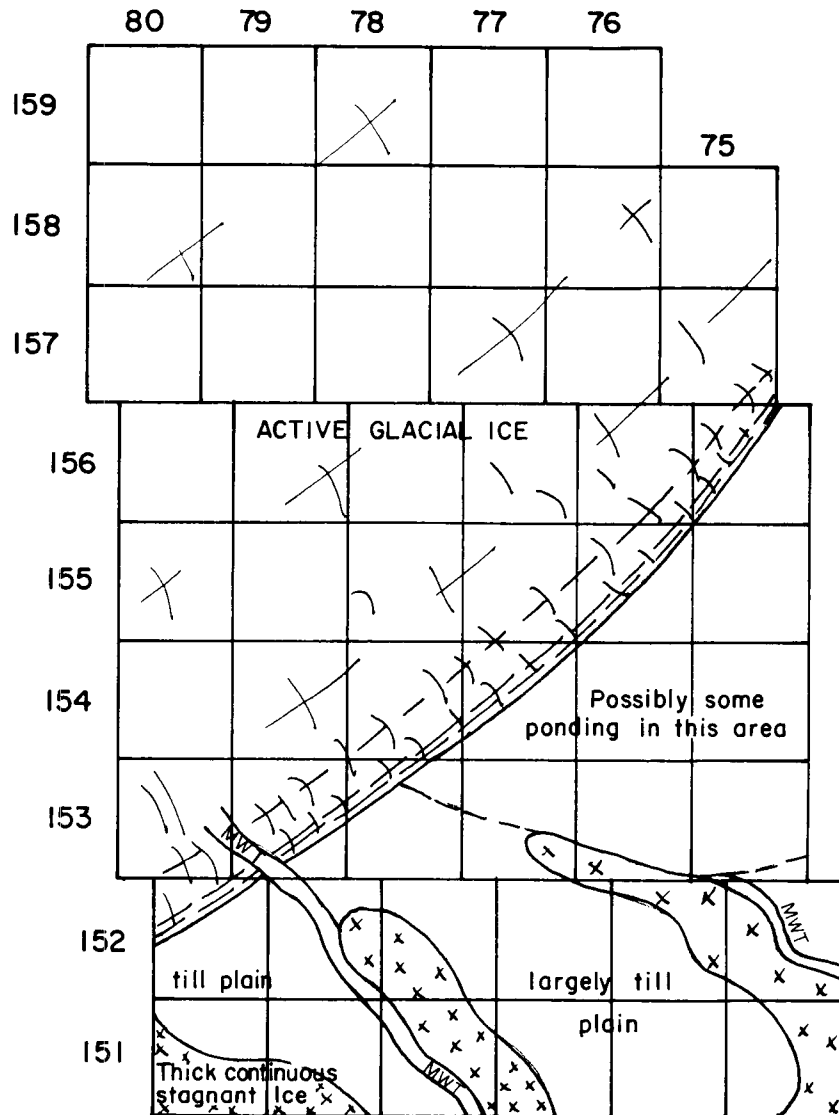 80 79 78 77 76
159
75
158
157
ACTIVE GLACIAL ICE
156
155
154
Possibly some
ponding in this area
153
MWT
152
MWT
till plain
largely till
plain
151
MWT
Thick continuous
stagnant Ice